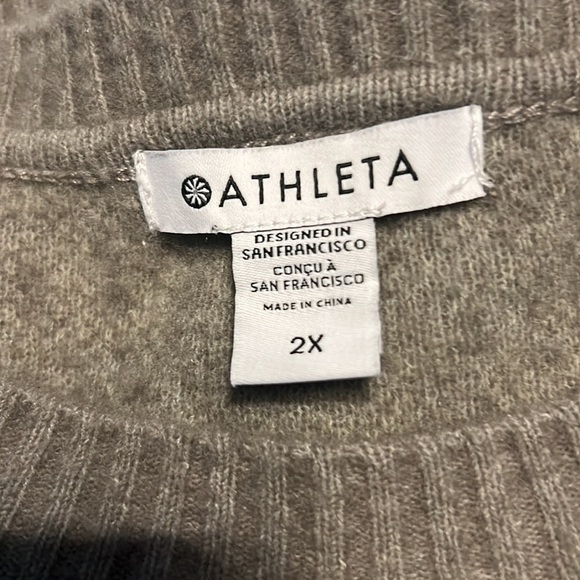 ATHLETA
DESIGNED IN
SAN FRANCISCO
CONÇU À
SAN FRANCISCO
MADE IN CHINA
2X